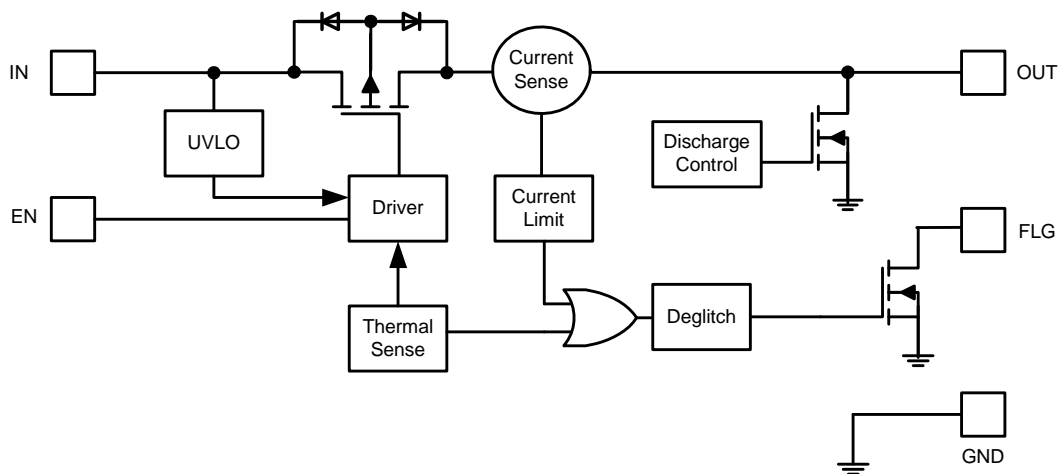 IN
Current
Sense
OUT
UVLO
Discharge
Control
EN
Driver
Current
Limit
FLG
Thermal
Sense
Deglitch
GND